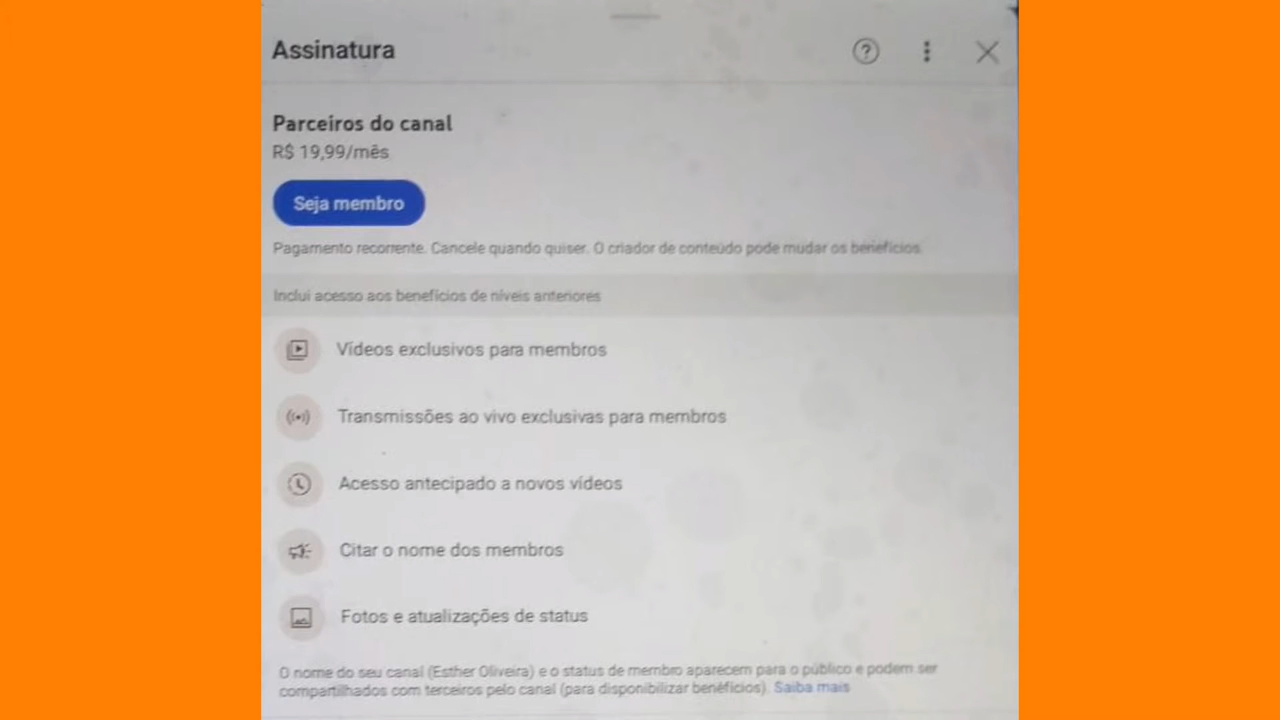 Assinatura
Parceiros do canal
R$ 19,99/mês
Seja membro
Pagamento recorrente. Cancele quando quiser. O criador de conteúdo pode mudar os benefícios.
Inclui acesso aos benefícios de níveis anteriores
Vídeos exclusivos para membros
Transmissões ao vivo exclusivas para membros
Acesso antecipado a novos vídeos
Citar o nome dos membros
Fotos e atualizações de status
O nome do seu canal (Esther Oliveira) e o status de membro aparecem para o público e podem ser
compartilhados com terceiros pelo canal (para disponibilizar benefícios). Saiba mais